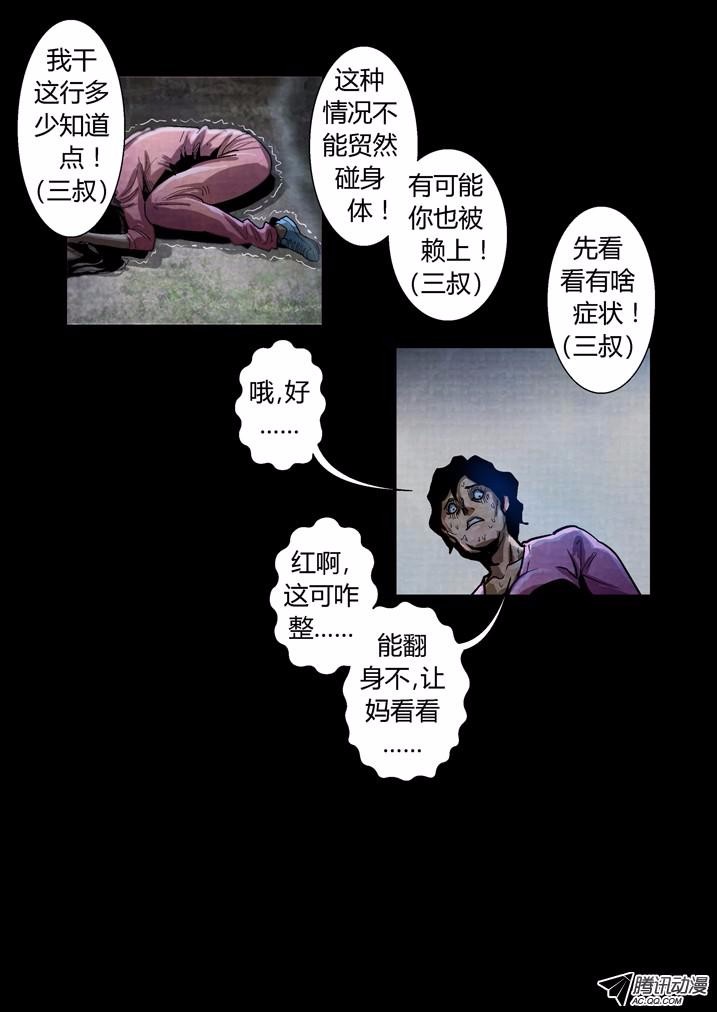 我干
这行多
少知道
点！
（三叔）
这种
情况不
能贸然
碰身
体！
有可能
你也被
赖上！
（三叔）
先看
看有啥
症状！
（三叔）
哦,好
……
红啊,
这可咋
整……
能翻
身不,让
妈看看
……
腾讯动漫
AC.QQ.COM